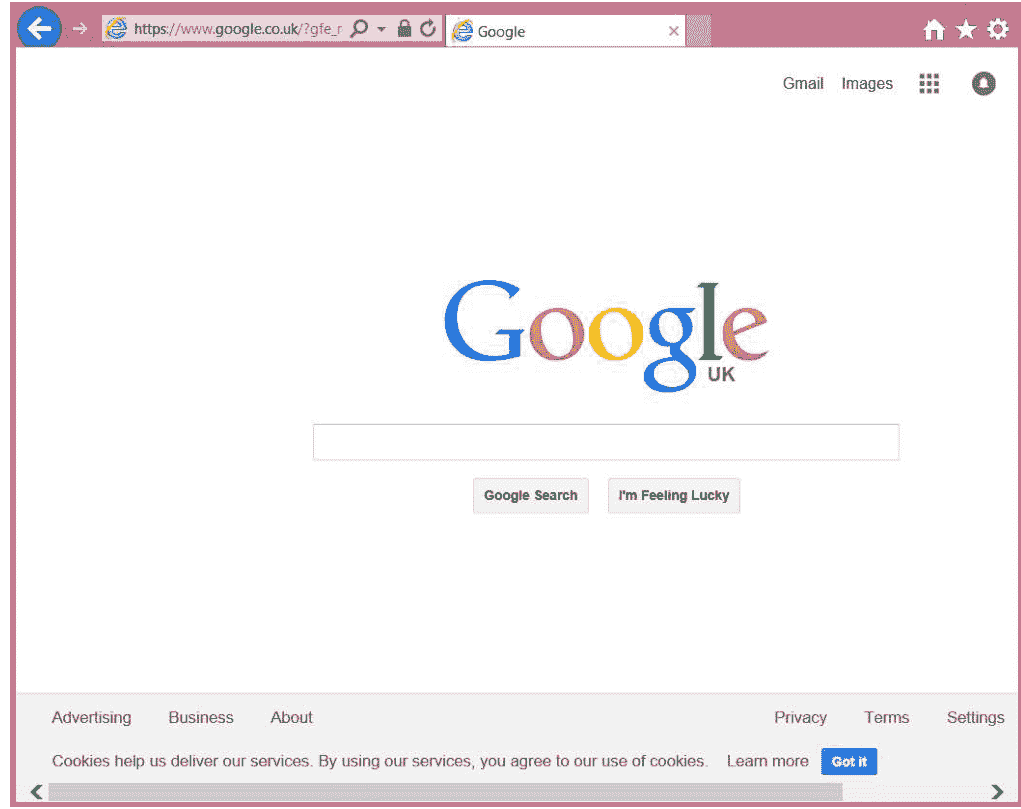 https://www.google.co.uk/?gfe_r
Google
Gmail Images
Google
UK
Google Search I'm Feeling Lucky
Advertising Business About Privacy Terms Settings
Cookies help us deliver our services. By using our services, you agree to our use of cookies. Learn more Got it